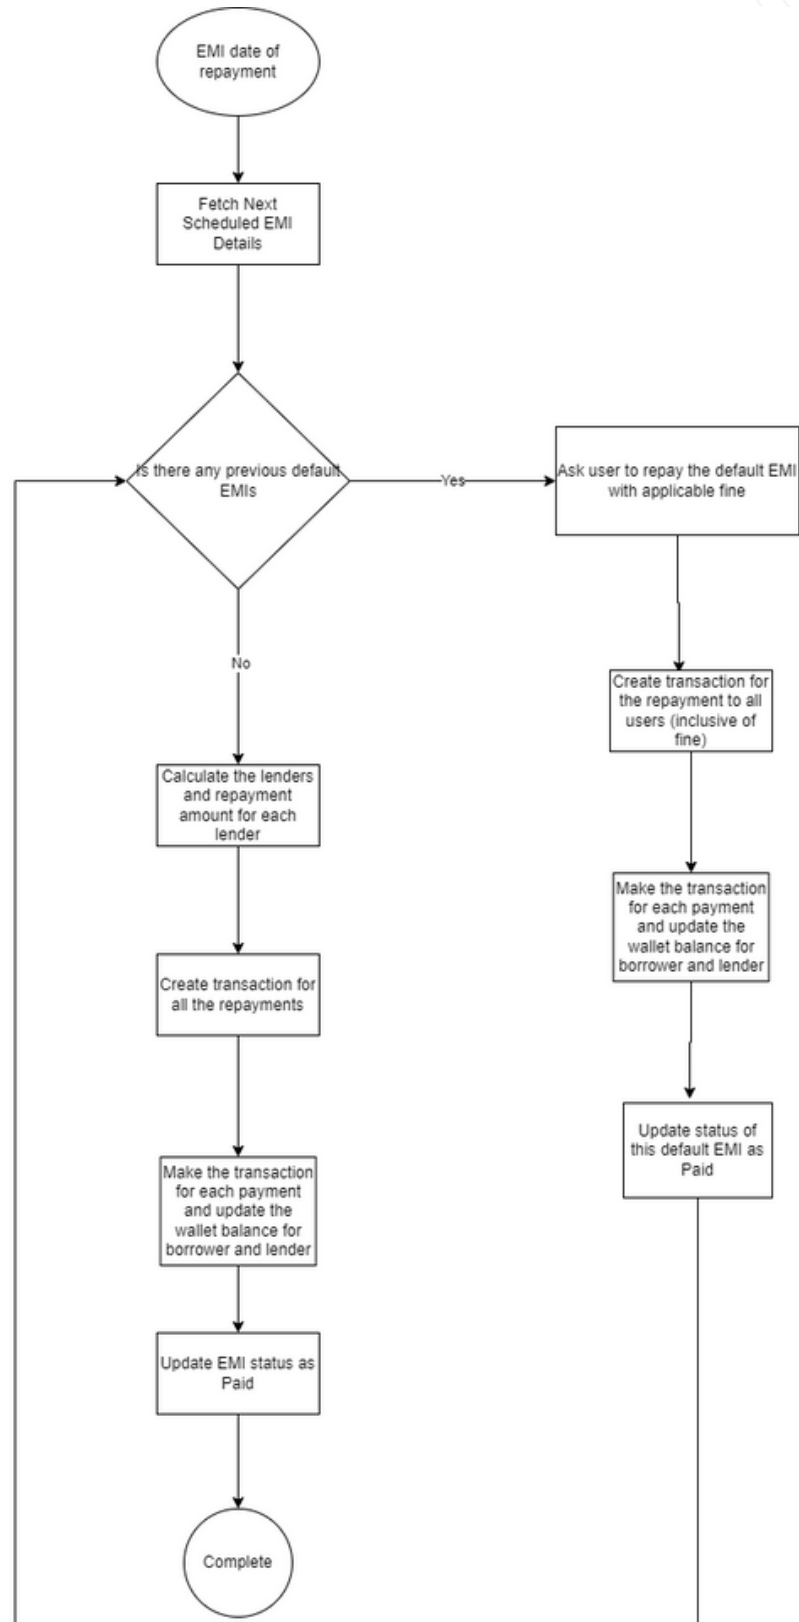 EMI date of
repayment
Fetch Next
Scheduled EMI
Details
Is there any previous default
EMIs
Yes
Ask user to repay the default EMI
with applicable fine
No
Create transaction for
the repayment to all
users (inclusive of
fine)
Calculate the lenders
and repayment
amount for each
lender
Make the transaction
for each payment
and update the
wallet balance for
borrower and lender
Create transaction for
all the repayments
Update status of
this default EMI as
Paid
Make the transaction
for each payment
and update the
wallet balance for
borrower and lender
Update EMI status as
Paid
Complete